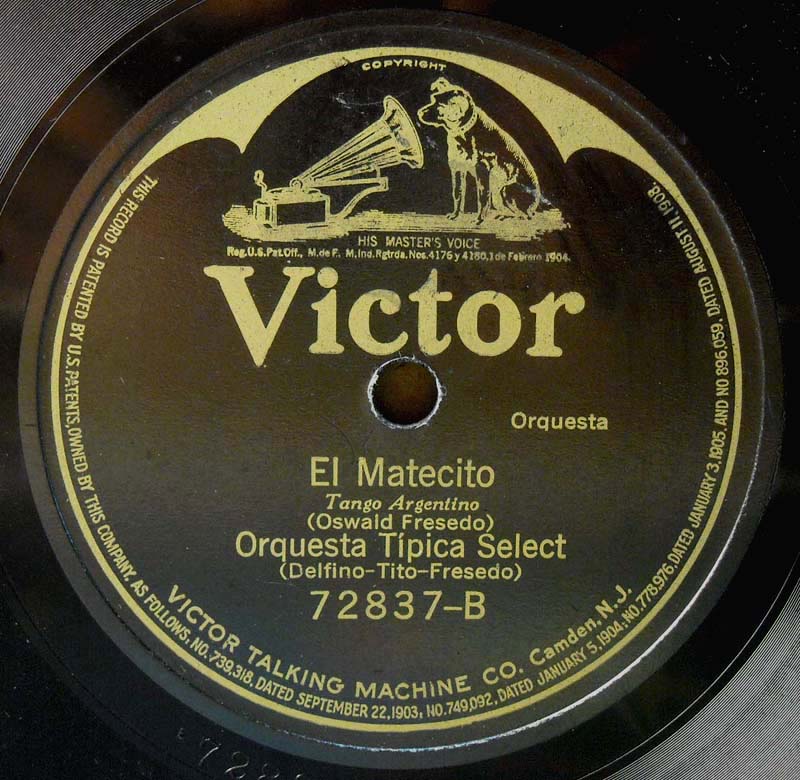 COPYRIGHT
HIS MASTER'S VOICE
Reg.U.S.Pat.Off., M.de F. M.Ind.Rgtrda.Nos.4176 y 4180,1 de Febrero 1904.
Victor
Orquesta
El Matecito
Tango Argentino
(Oswald Fresedo)
Orquesta Típica Select
(Delfino-Tito-Fresedo)
72837-B
VICTOR TALKING MACHINE CO. Camden, N.J.
THIS RECORD IS PATENTED BY U.S. PATENTS, OWNED BY THIS COMPANY, AS FOLLOWS; NO. 739,318, DATED SEPTEMBER 22, 1903; NO. 749,092, DATED JANUARY 5, 1904; NO. 778,976, DATED JANUARY 3, 1905. AND NO 896,059, DATED AUGUST 11, 1908.